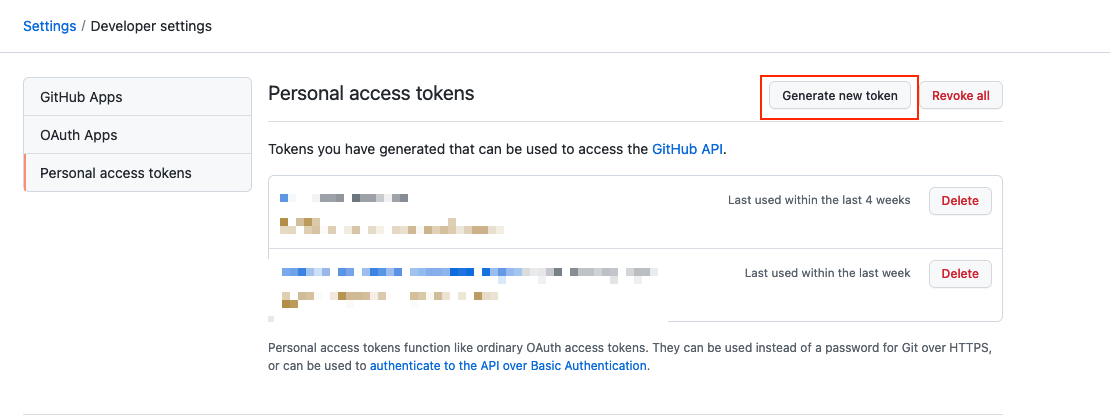 Settings / Developer settings
GitHub Apps
OAuth Apps
Personal access tokens
Personal access tokens
Generate new token
Revoke all
Tokens you have generated that can be used to access the GitHub API.
Last used within the last 4 weeks
Delete
Last used within the last week
Delete
Personal access tokens function like ordinary OAuth access tokens. They can be used instead of a password for Git over HTTPS,
or can be used to authenticate to the API over Basic Authentication.